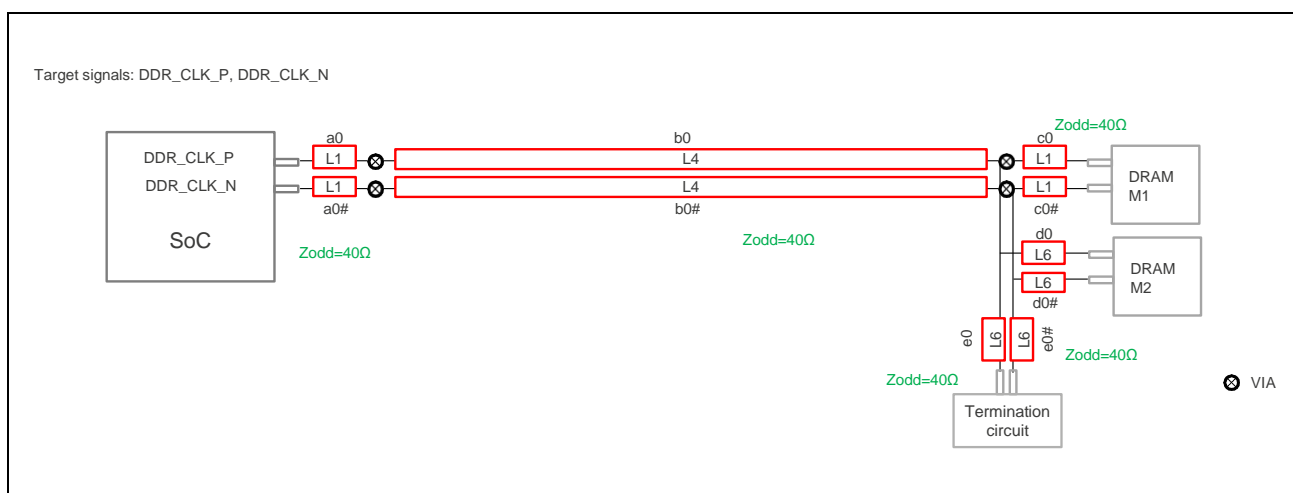 Target signals: DDR_CLK_P, DDR_CLK_N
a0
b0
c0
Zodd=40Ω
DDR_CLK_P
L1
L4
L1
DDR_CLK_N
L1
L4
L1
DRAM
M1
a0#
b0#
c0#
SoC
Zodd=40Ω
Zodd=40Ω
d0
L6
DRAM
M2
L6
d0#
e0
L6
L6
e0#
Zodd=40Ω
Zodd=40Ω
VIA
Termination
circuit